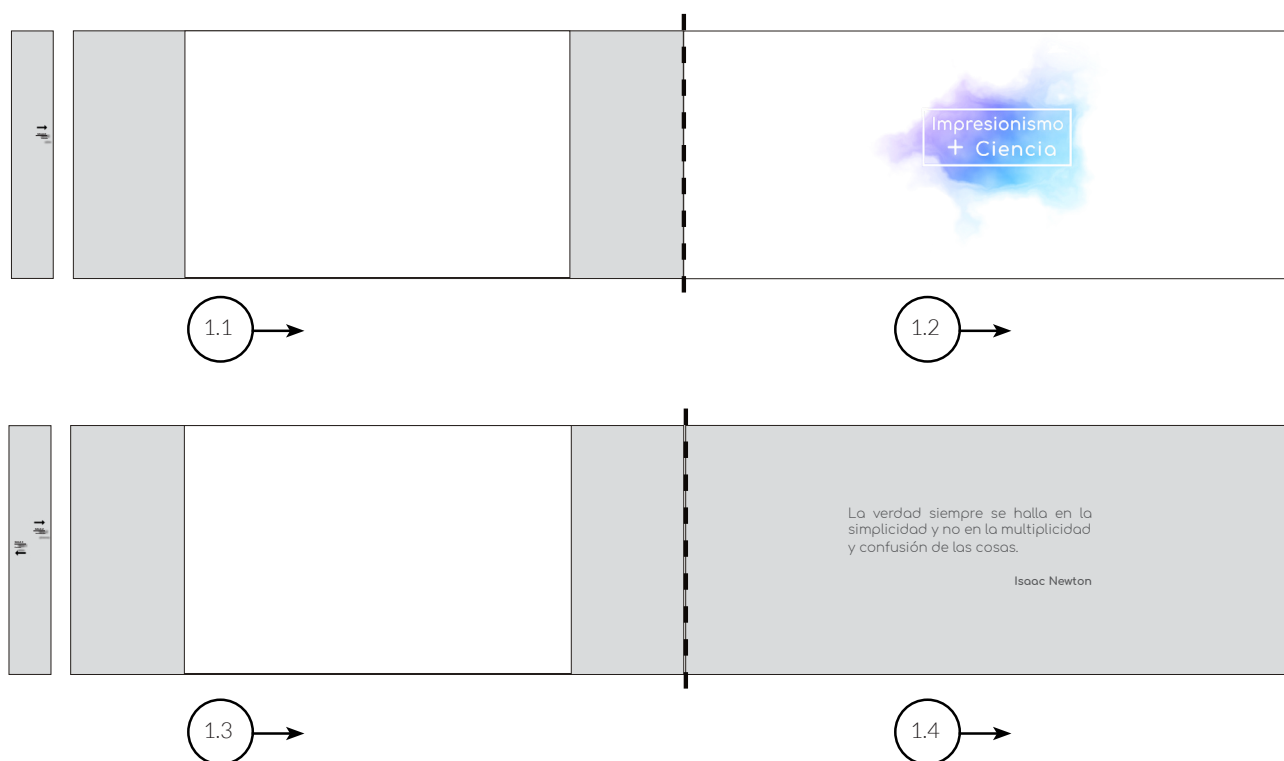 Impresionismo
+ Ciencia
1.1
1.2
La verdad siempre se halla en la
simplicidad y no en la multiplicidad
y confusión de las cosas.
Isaac Newton
1.3
1.4